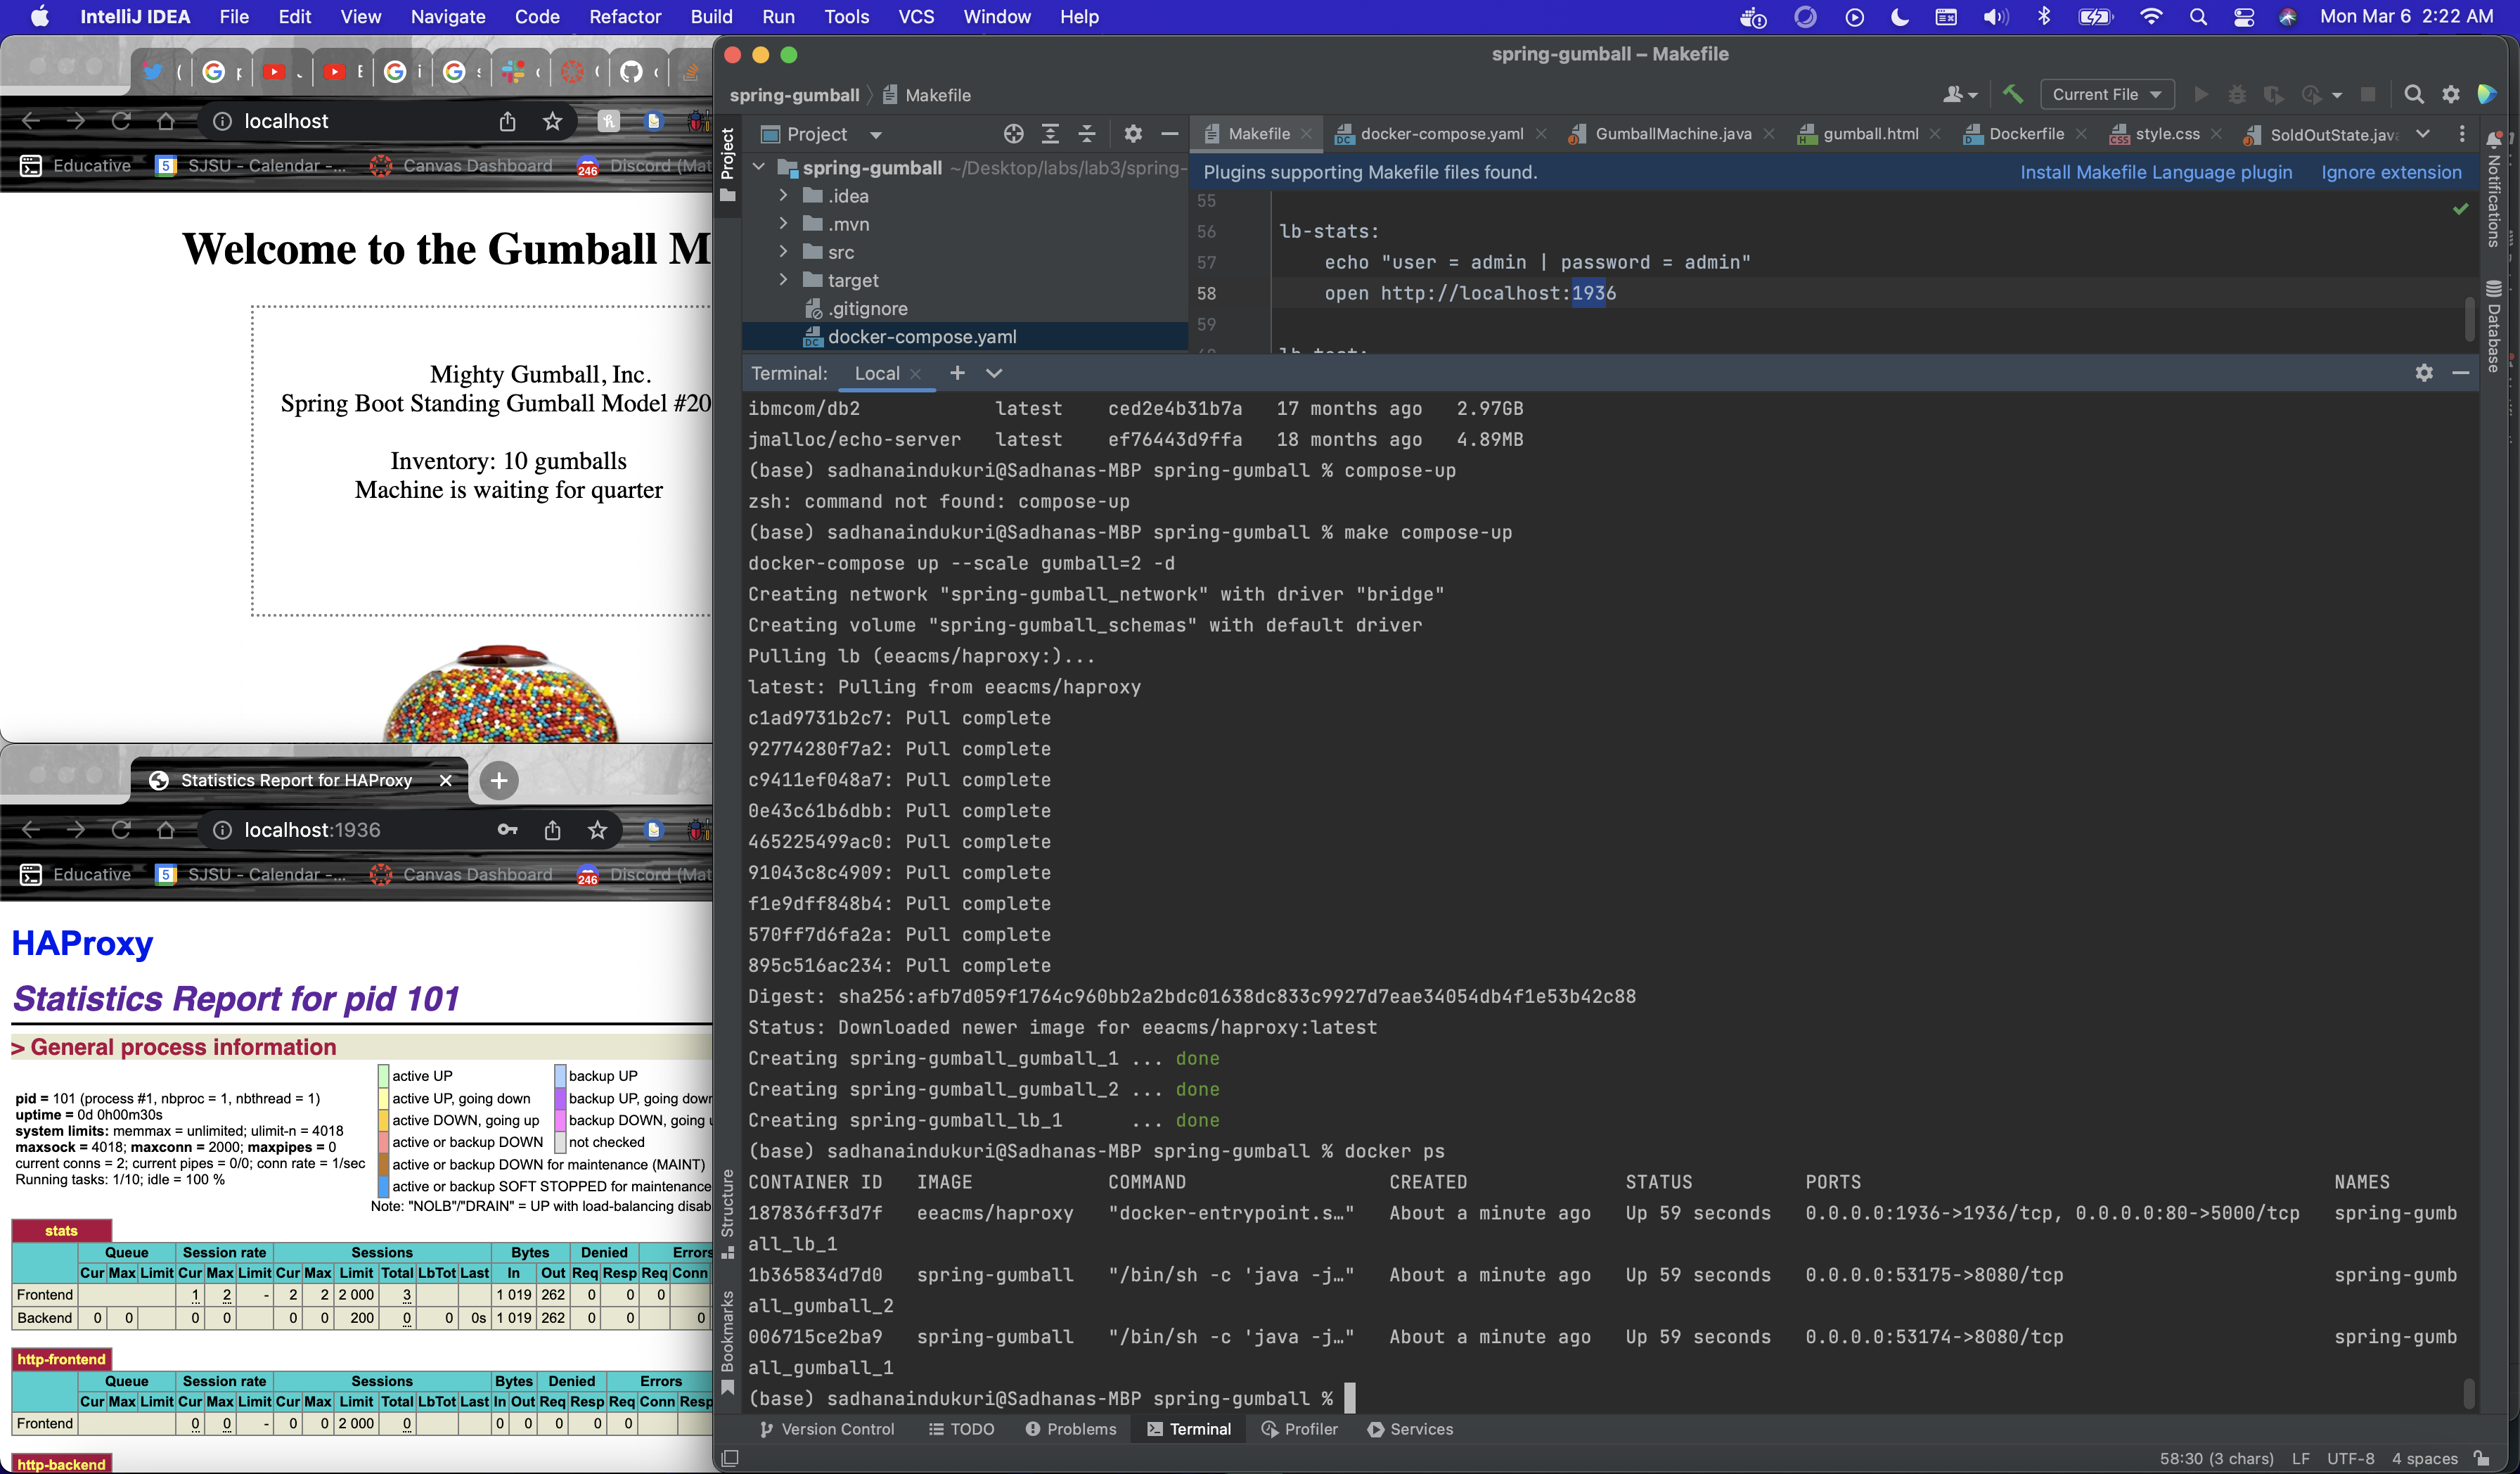 IntelliJ IDEA File Edit View Navigate Code Refactor Build Run Tools VCS Window Help Mon Mar 6 2:22 AM
localhost
Educative SJSU - Calendar -... Canvas Dashboard 246 Discord (Mat
Welcome to the Gumball M
Mighty Gumball, Inc.
Spring Boot Standing Gumball Model #20
Inventory: 10 gumballs
Machine is waiting for quarter
Statistics Report for HAProxy
localhost:1936
Educative SJSU - Calendar -... Canvas Dashboard 246 Discord (Mat
HAProxy
Statistics Report for pid 101
> General process information
pid = 101 (process #1, nbproc = 1, nbthread = 1)
uptime = 0d 0h00m30s
system limits: memmax = unlimited; ulimit-n = 4018
maxsock = 4018; maxconn = 2000; maxpipes = 0
current conns = 2; current pipes = 0/0; conn rate = 1/sec
Running tasks: 1/10; idle = 100 %
active UP backup UP
active UP, going down backup UP, going down
active DOWN, going up backup DOWN, going
active or backup DOWN not checked
active or backup DOWN for maintenance (MAINT)
active or backup SOFT STOPPED for maintenance
Note: "NOLB"/"DRAIN" = UP with load-balancing disab
stats
Queue Session rate Sessions Bytes Denied Errors
Cur Max Limit Cur Max Limit Cur Max Limit Total LbTot Last In Out Req Resp Req Conn
Frontend 1 2 - 2 2 2 000 3 1 019 262 0 0 0
Backend 0 0 0 0 0 0 200 0 0 0s 1 019 262 0 0 0
http-frontend
Queue Session rate Sessions Bytes Denied Errors
Cur Max Limit Cur Max Limit Cur Max Limit Total LbTot Last In Out Req Resp Req Conn Resp
Frontend 0 0 - 0 0 2 000 0 0 0 0 0 0
http-backend
spring-gumball – Makefile
spring-gumball Makefile
Current File
Project
Project
spring-gumball ~/Desktop/labs/lab3/spring-
.idea
.mvn
src
target
.gitignore
docker-compose.yaml
Makefile docker-compose.yaml GumballMachine.java gumball.html Dockerfile style.css SoldOutState.java
Plugins supporting Makefile files found. Install Makefile Language plugin Ignore extension
55
56 lb-stats:
57 echo "user = admin | password = admin"
58 open http://localhost:1936
59
Notifications
Database
Terminal: Local
ibmcom/db2 latest ced2e4b31b7a 17 months ago 2.97GB
jmalloc/echo-server latest ef76443d9ffa 18 months ago 4.89MB
(base) sadhanaindukuri@Sadhanas-MBP spring-gumball % compose-up
zsh: command not found: compose-up
(base) sadhanaindukuri@Sadhanas-MBP spring-gumball % make compose-up
docker-compose up --scale gumball=2 -d
Creating network "spring-gumball_network" with driver "bridge"
Creating volume "spring-gumball_schemas" with default driver
Pulling lb (eeacms/haproxy:)...
latest: Pulling from eeacms/haproxy
c1ad9731b2c7: Pull complete
92774280f7a2: Pull complete
c9411ef048a7: Pull complete
0e43c61b6dbb: Pull complete
465225499ac0: Pull complete
91043c8c4909: Pull complete
f1e9dff848b4: Pull complete
570ff7d6fa2a: Pull complete
895c516ac234: Pull complete
Digest: sha256:afb7d059f1764c960bb2a2bdc01638dc833c9927d7eae34054db4f1e53b42c88
Status: Downloaded newer image for eeacms/haproxy:latest
Creating spring-gumball_gumball_1 ... done
Creating spring-gumball_gumball_2 ... done
Creating spring-gumball_lb_1 ... done
(base) sadhanaindukuri@Sadhanas-MBP spring-gumball % docker ps
CONTAINER ID IMAGE COMMAND CREATED STATUS PORTS NAMES
187836ff3d7f eeacms/haproxy "docker-entrypoint.s…" About a minute ago Up 59 seconds 0.0.0.0:1936->1936/tcp, 0.0.0.0:80->5000/tcp spring-gumb
all_lb_1
1b365834d7d0 spring-gumball "/bin/sh -c 'java -j…" About a minute ago Up 59 seconds 0.0.0.0:53175->8080/tcp spring-gumb
all_gumball_2
006715ce2ba9 spring-gumball "/bin/sh -c 'java -j…" About a minute ago Up 59 seconds 0.0.0.0:53174->8080/tcp spring-gumb
all_gumball_1
(base) sadhanaindukuri@Sadhanas-MBP spring-gumball %
Structure
Bookmarks
Version Control TODO Problems Terminal Profiler Services
58:30 (3 chars) LF UTF-8 4 spaces